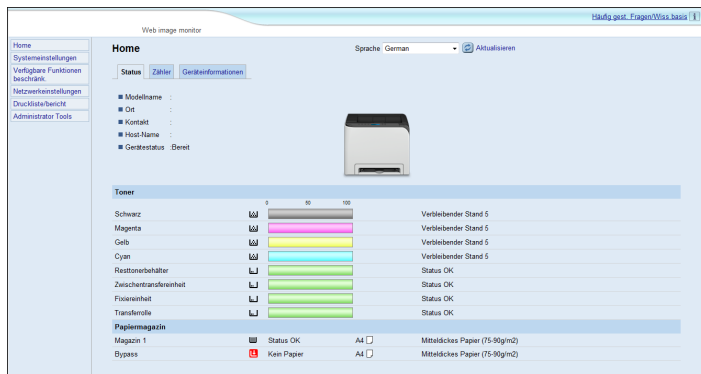 Häufig gest. Fragen/Wiss basis
Web image monitor
Home
Systemeinstellungen
Verfügbare Funktionen
beschränk.
Netzwerkeinstellungen
Druckliste/bericht
Administrator Tools
Home
Sprache German Aktualisieren
Status Zähler Geräteinformationen
Modellname :
Ort :
Kontakt :
Host-Name :
Gerätestatus :Bereit
Toner
0 50 100
Schwarz Verbleibender Stand 5
Magenta Verbleibender Stand 5
Gelb Verbleibender Stand 5
Cyan Verbleibender Stand 5
Resttonerbehälter Status OK
Zwischentransfereinheit Status OK
Fixiereinheit Status OK
Transferrolle Status OK
Papiermagazin
Magazin 1 Status OK A4 Mitteldickes Papier (75-90g/m2)
Bypass Kein Papier A4 Mitteldickes Papier (75-90g/m2)